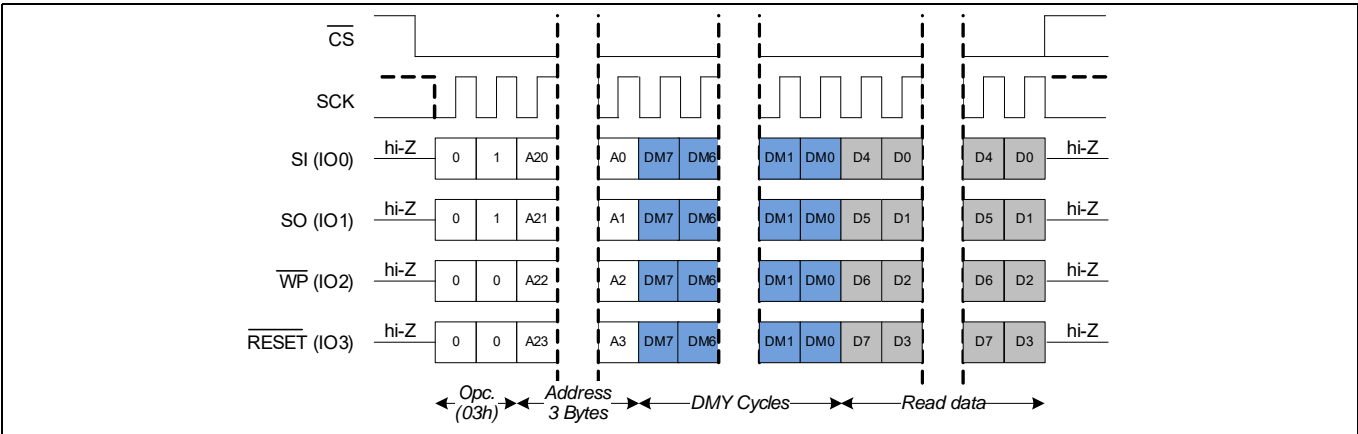 CS
SCK
SI (IO0) hi-Z 0 1 A20 A0 DM7 DM6 DM1 DM0 D4 D0 D4 D0 hi-Z
SO (IO1) hi-Z 0 1 A21 A1 DM7 DM6 DM1 DM0 D5 D1 D5 D1 hi-Z
WP (IO2) hi-Z 0 0 A22 A2 DM7 DM6 DM1 DM0 D6 D2 D6 D2 hi-Z
RESET (IO3) hi-Z 0 0 A23 A3 DM7 DM6 DM1 DM0 D7 D3 D7 D3 hi-Z
Opc. Address
(03h) 3 Bytes DMY Cycles Read data